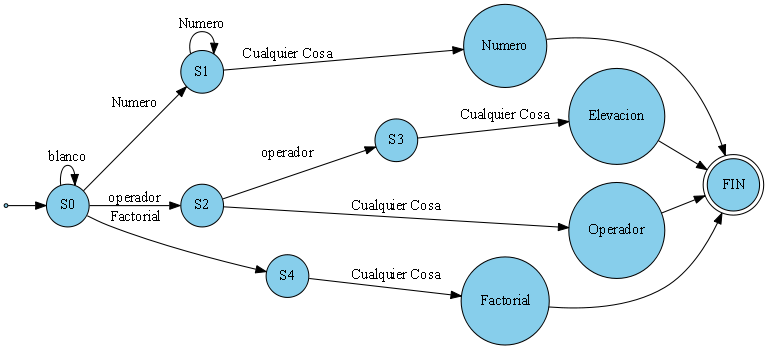 Numero
S1
Cualquier Cosa
Numero
Numero
Cualquier Cosa
Elevacion
operador
S3
blanco
FIN
S0
operador
S2
Cualquier Cosa
Factorial
Operador
S4
Cualquier Cosa
Factorial